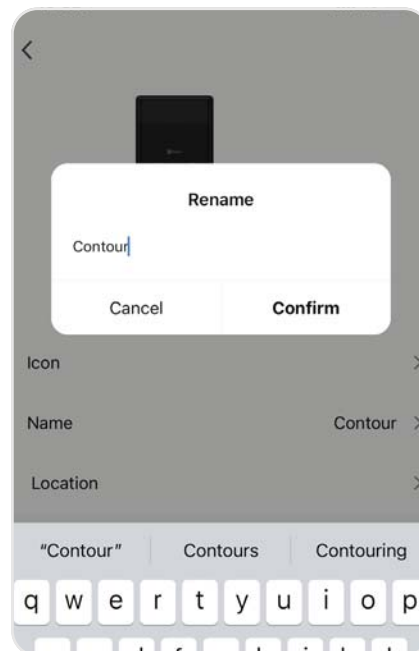 Rename
Contour
Cancel Confirm
Icon
Name Contour
Location
“Contour” Contours Contouring
q w e r t y u i o p